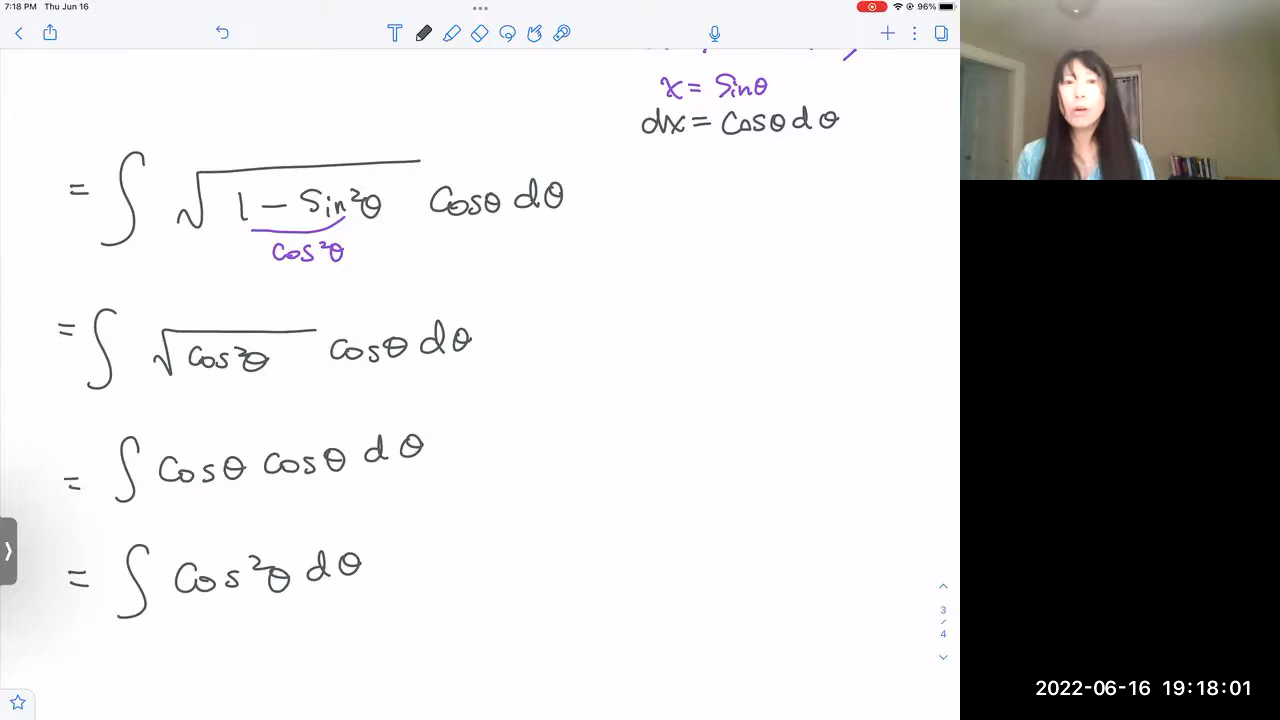 7:18 PM Thu Jun 16
96%
x = Sinθ
dx = Cosθ dθ
= ∫ √(1 − Sin²θ) Cosθ dθ
Cos²θ
= ∫ √(Cos²θ) Cosθ dθ
= ∫ Cosθ Cosθ dθ
= ∫ Cos²θ dθ
3
/
4
2022-06-16 19:18:01